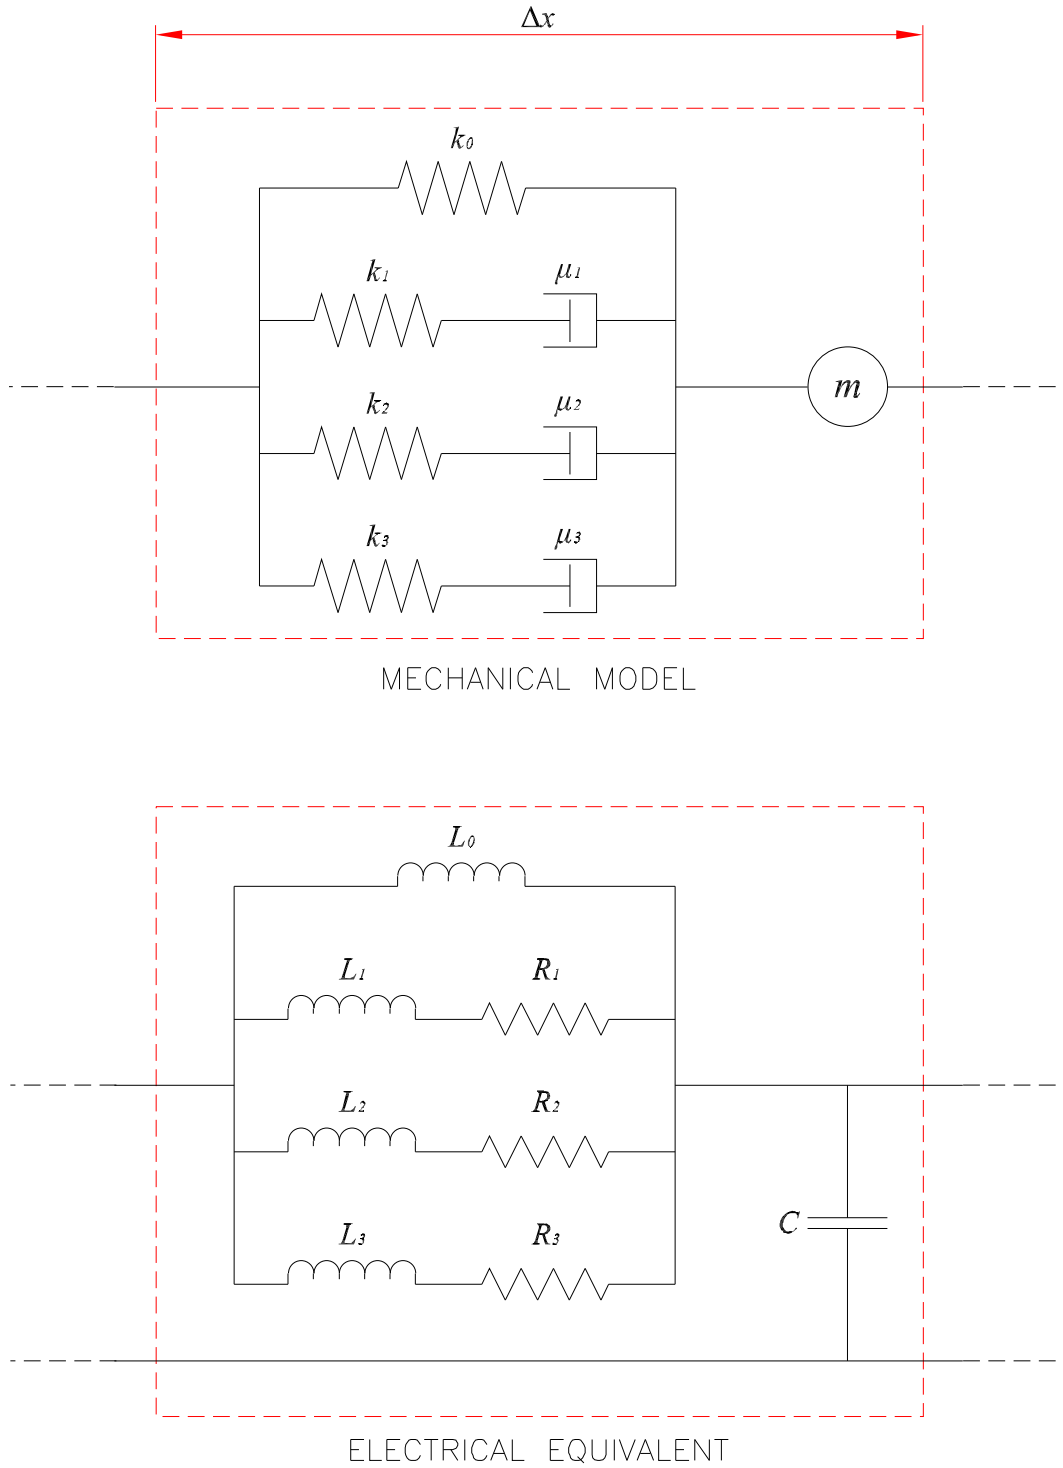 Δx
k₀
k₁ μ₁
k₂ μ₂
m
k₃ μ₃
MECHANICAL MODEL
L₀
L₁ R₁
L₂ R₂
L₃ R₃
C
ELECTRICAL EQUIVALENT